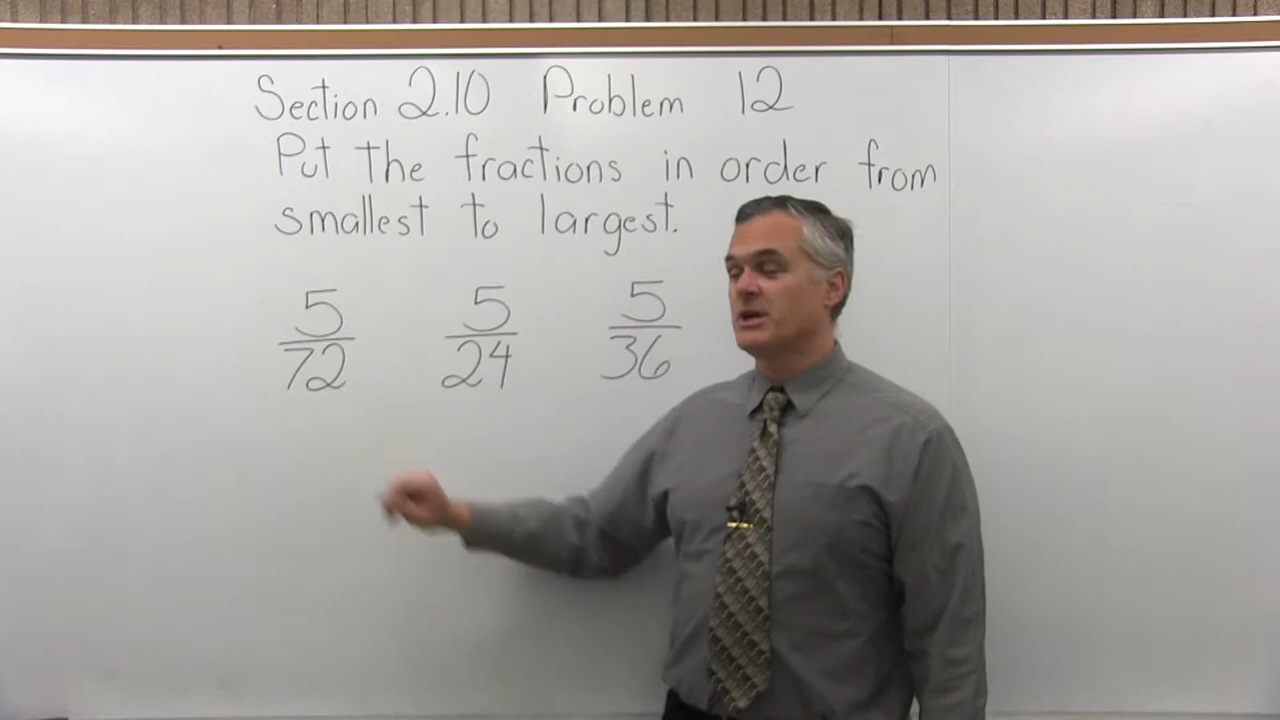 Section 2.10 Problem 12
Put the fractions in order from
smallest to largest.
5/72 5/24 5/36